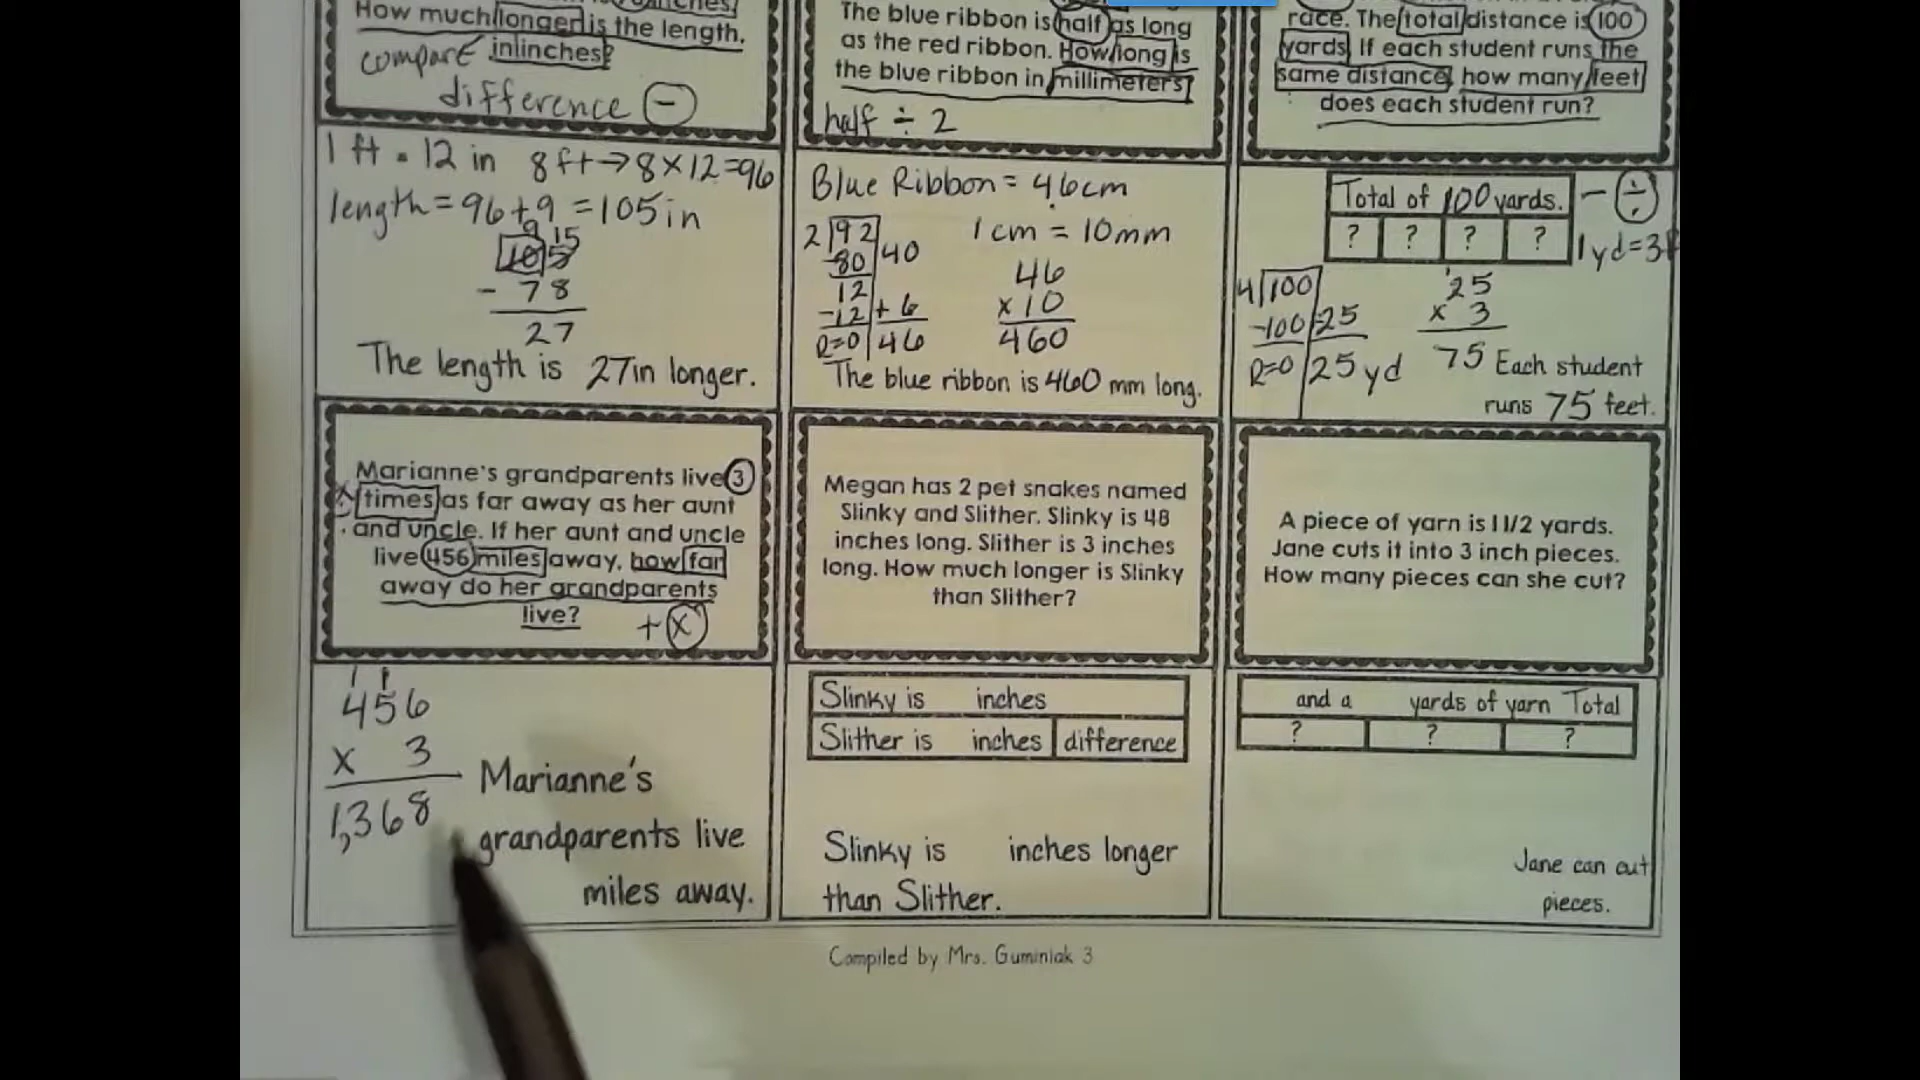 How much longer is the length,
in inches?
compare
difference -
1 ft = 12 in 8ft → 8 x 12 = 96
length = 96 + 9 = 105 in
9 15
105
- 78
27
The length is 27in longer.
The blue ribbon is half as long
as the red ribbon. How long is
the blue ribbon in millimeters?
half ÷ 2
Blue Ribbon = 46cm
1 cm = 10mm
2 92
- 80 40
12
- 12 + 6
R=0 46
46
x 10
460
The blue ribbon is 460 mm long.
race. The total distance is 100
yards. If each student runs the
same distance, how many feet
does each student run?
Total of 100 yards. - ÷
? ? ? ?
1 yd = 3
4 100
- 100 25
R=0 25 yd
1
25
x 3
75 Each student
runs 75 feet.
Marianne's grandparents live 3
times as far away as her aunt
and uncle. If her aunt and uncle
live 456 miles away, how far
away do her grandparents
live?
+ x
1 1
456
x 3
1,368
Marianne's
grandparents live
miles away.
Megan has 2 pet snakes named
Slinky and Slither. Slinky is 48
inches long. Slither is 3 inches
long. How much longer is Slinky
than Slither?
Slinky is inches
Slither is inches difference
Slinky is inches longer
than Slither.
A piece of yarn is 1 1/2 yards.
Jane cuts it into 3 inch pieces.
How many pieces can she cut?
and a yards of yarn Total
? ? ?
Jane can cut
pieces.
Compiled by Mrs. Guminiak 3